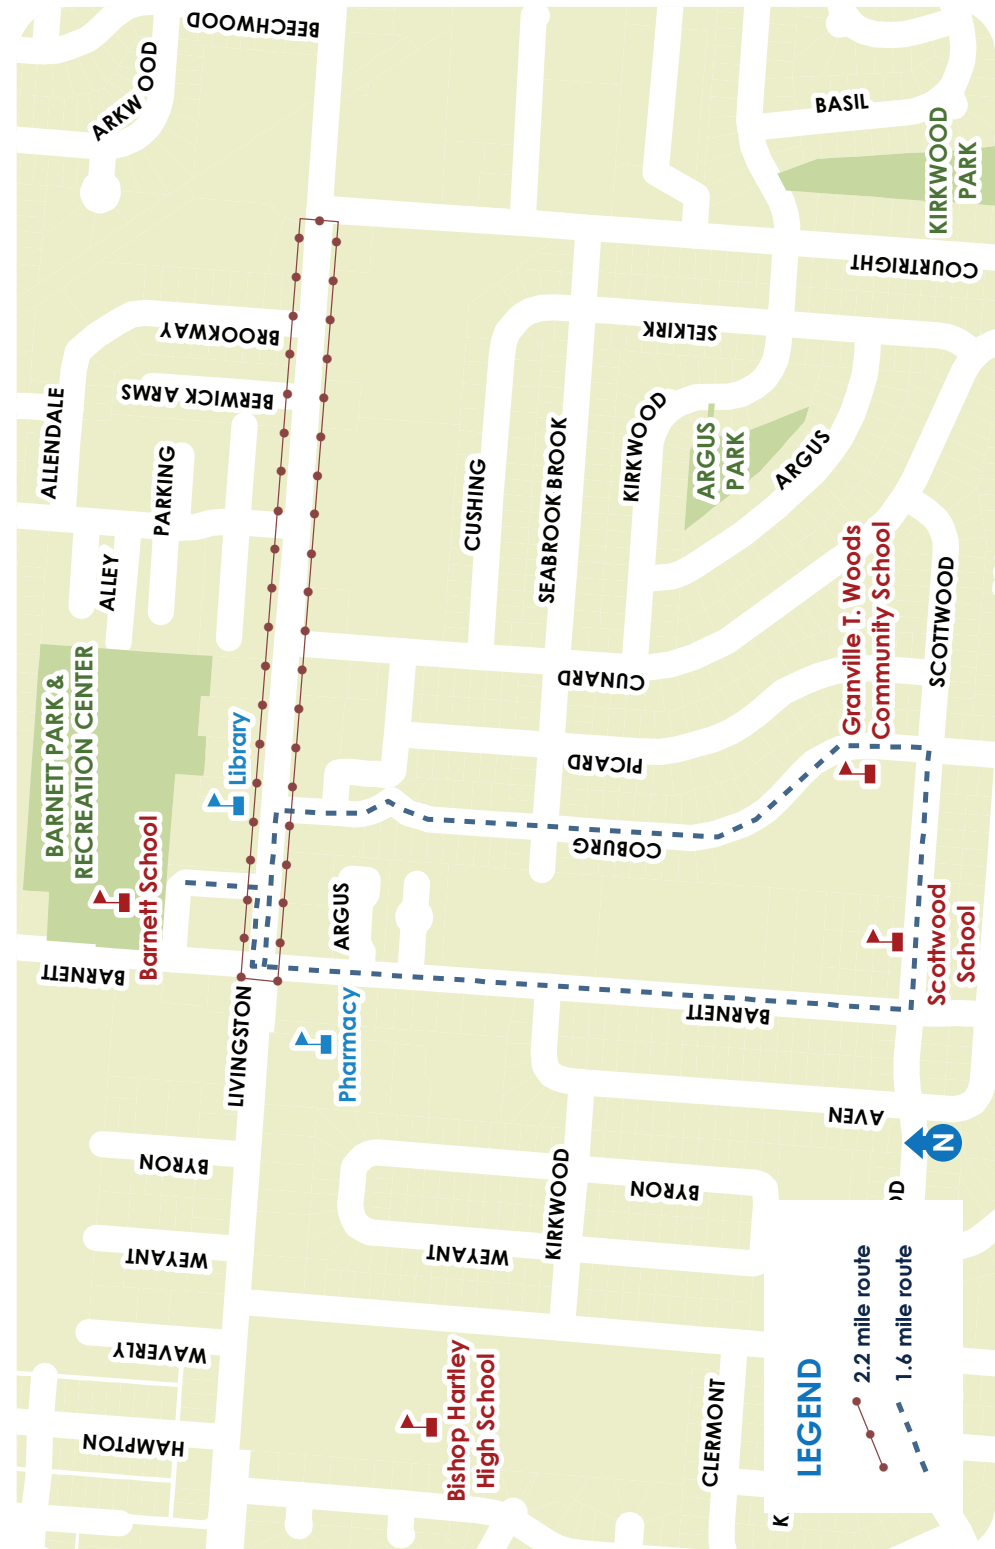 BEECHWOOD
ARKWOOD
BASIL
KIRKWOOD
PARK
COURTRIGHT
BROOKWAY
SELKIRK
BERWICK ARMS
ALLENDALE
PARKING
ALLEY
CUSHING
SEABROOK BROOK
KIRKWOOD
ARGUS
PARK
ARGUS
Granville T. Woods
Community School
SCOTTWOOD
CUNARD
PICARD
BARNETT PARK &
RECREATION CENTER
Library
Barnett School
COBURG
ARGUS
BARNETT
LIVINGSTON
Pharmacy
BARNETT
Scottwood
School
AVEN
N
BYRON
BYRON
KIRKWOOD
WEYANT
WEYANT
OD
WAVERLY
HAMPTON
Bishop Hartley
High School
CLERMONT
K
LEGEND
2.2 mile route
1.6 mile route